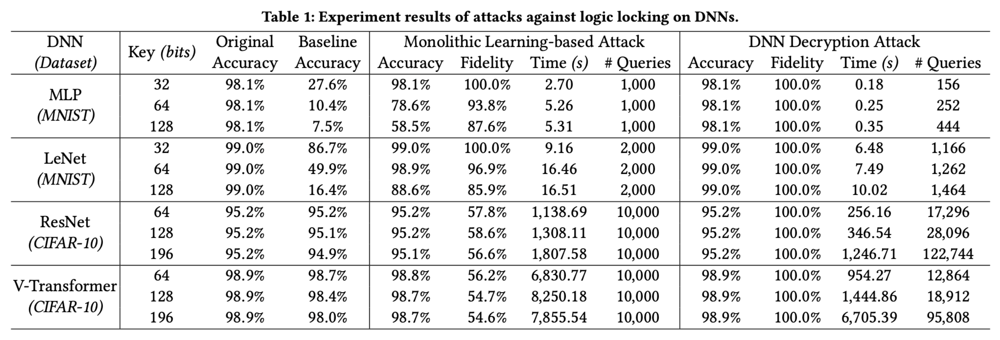 Table 1: Experiment results of attacks against logic locking on DNNs.
DNN (Dataset) Key (bits) Original Accuracy Baseline Accuracy Monolithic Learning-based Attack DNN Decryption Attack
Accuracy Fidelity Time (s) # Queries Accuracy Fidelity Time (s) # Queries
MLP (MNIST)
32 98.1% 27.6% 98.1% 100.0% 2.70 1,000 98.1% 100.0% 0.18 156
64 98.1% 10.4% 78.6% 93.8% 5.26 1,000 98.1% 100.0% 0.25 252
128 98.1% 7.5% 58.5% 87.6% 5.31 1,000 98.1% 100.0% 0.35 444
LeNet (MNIST)
32 99.0% 86.7% 99.0% 100.0% 9.16 2,000 99.0% 100.0% 6.48 1,166
64 99.0% 49.9% 98.9% 96.9% 16.46 2,000 99.0% 100.0% 7.49 1,262
128 99.0% 16.4% 88.6% 85.9% 16.51 2,000 99.0% 100.0% 10.02 1,464
ResNet (CIFAR-10)
64 95.2% 95.2% 95.2% 57.8% 1,138.69 10,000 95.2% 100.0% 256.16 17,296
128 95.2% 95.1% 95.2% 58.6% 1,308.11 10,000 95.2% 100.0% 346.54 28,096
196 95.2% 94.9% 95.1% 56.6% 1,807.58 10,000 95.2% 100.0% 1,246.71 122,744
V-Transformer (CIFAR-10)
64 98.9% 98.7% 98.8% 56.2% 6,830.77 10,000 98.9% 100.0% 954.27 12,864
128 98.9% 98.4% 98.7% 54.7% 8,250.18 10,000 98.9% 100.0% 1,444.86 18,912
196 98.9% 98.0% 98.7% 54.6% 7,855.54 10,000 98.9% 100.0% 6,705.39 95,808